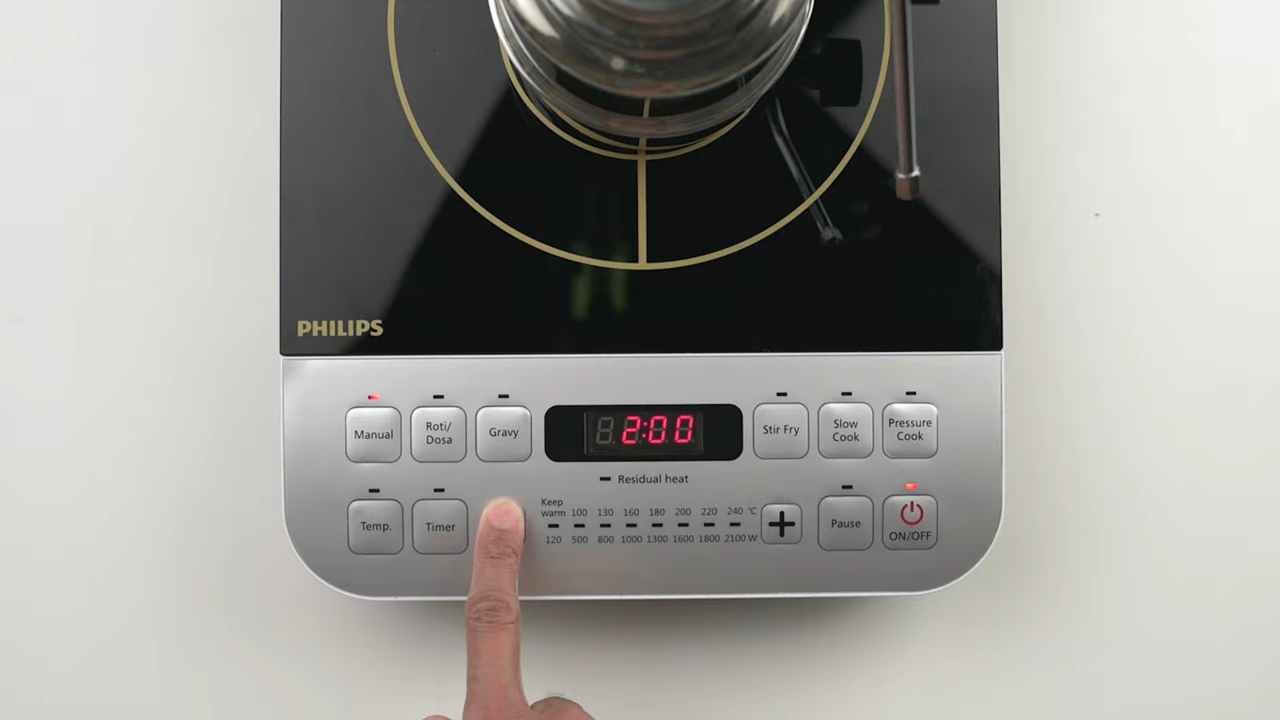 PHILIPS
Manual
Roti/
Dosa
Gravy
2:00
Stir Fry
Slow
Cook
Pressure
Cook
Residual heat
Temp.
Timer
Keep
warm 100 130 160 180 200 220 240 °C
120 500 800 1000 1300 1600 1800 2100 W
+
Pause
ON/OFF